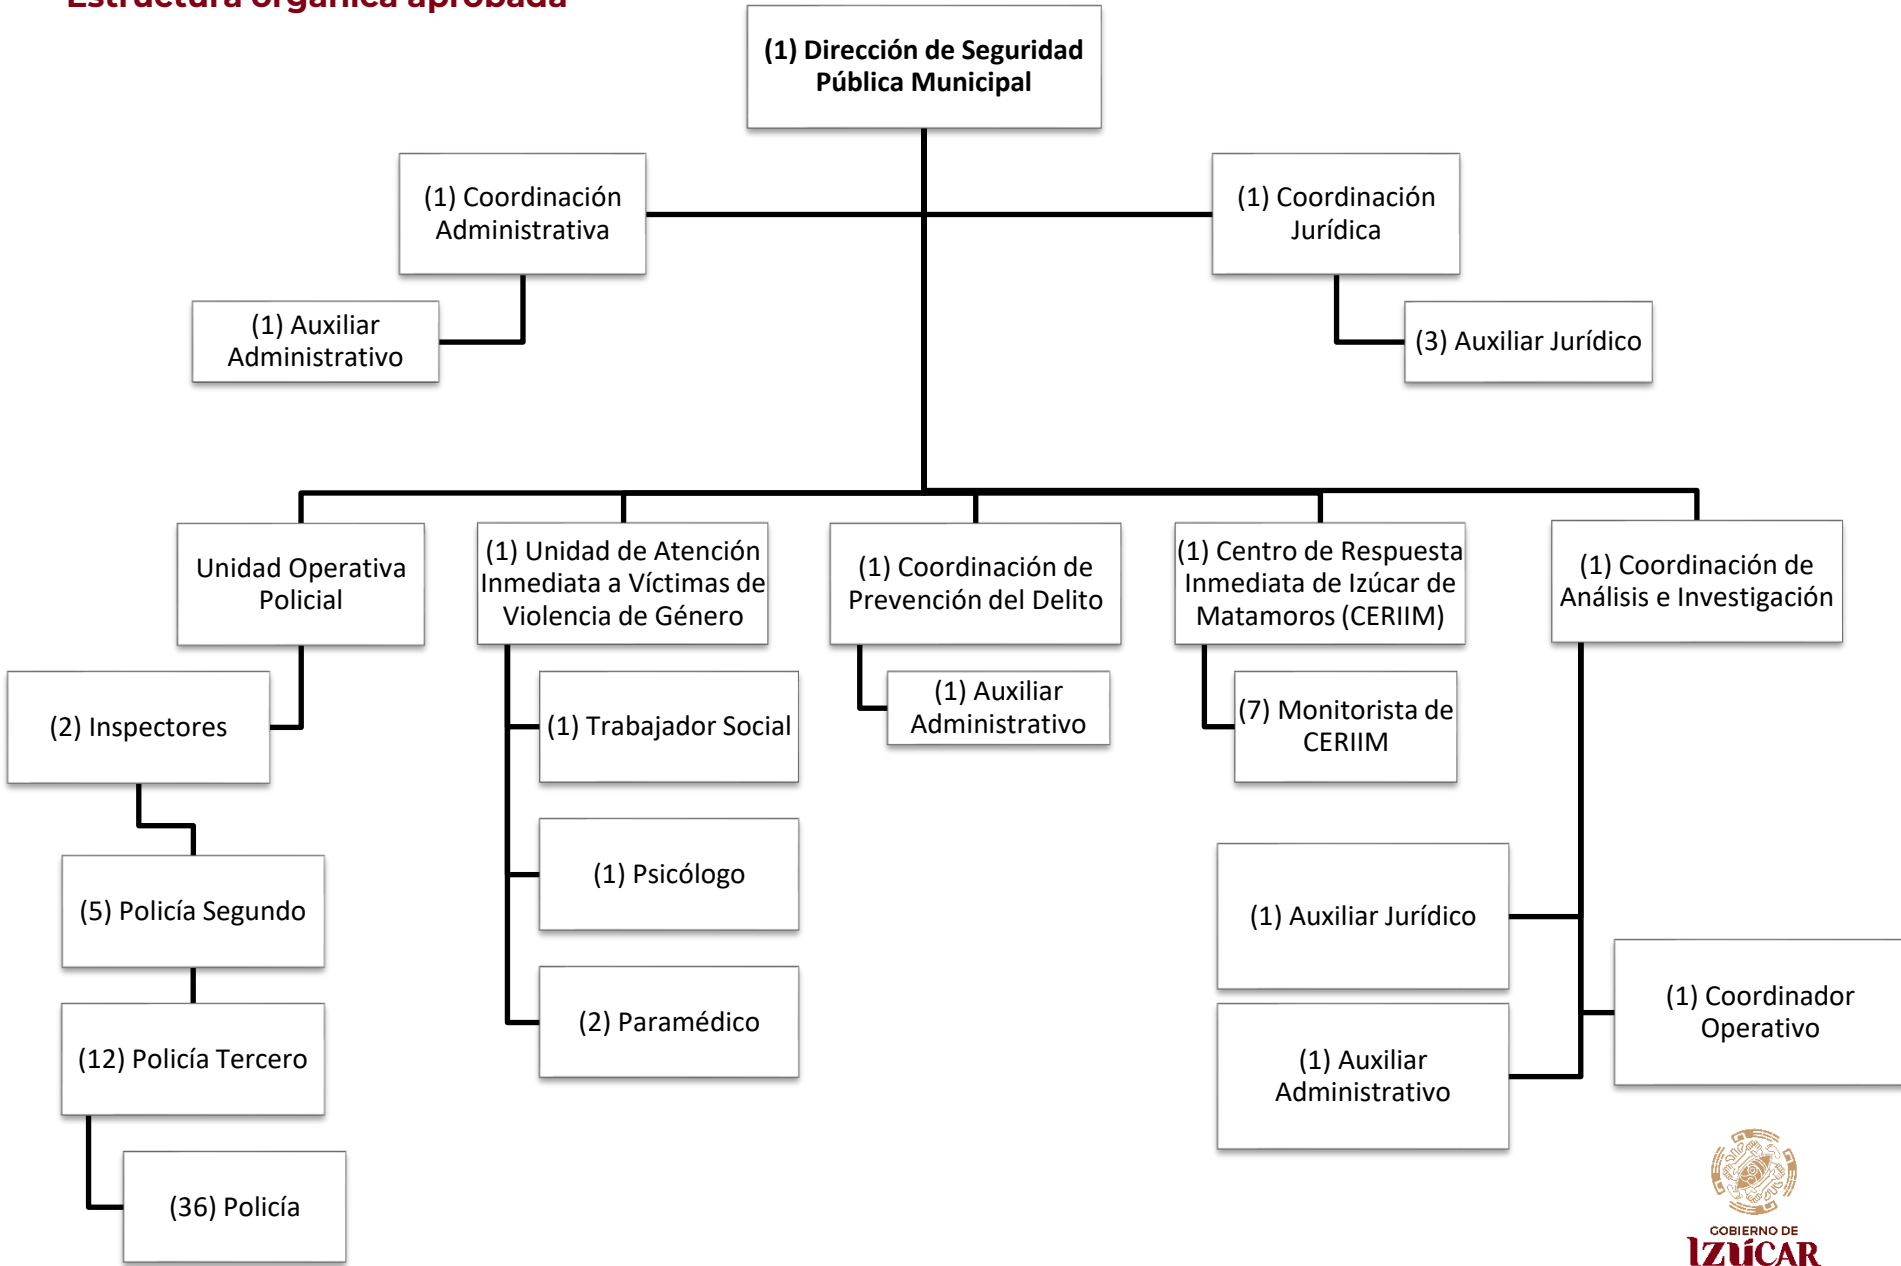 Estructura orgánica aprobada
(1) Dirección de Seguridad
Pública Municipal
(1) Coordinación
Administrativa
(1) Coordinación
Jurídica
(1) Auxiliar
Administrativo
(3) Auxiliar Jurídico
Unidad Operativa
Policial
(1) Unidad de Atención
Inmediata a Víctimas de
Violencia de Género
(1) Coordinación de
Prevención del Delito
(1) Centro de Respuesta
Inmediata de Izúcar de
Matamoros (CERIIM)
(1) Coordinación de
Análisis e Investigación
(2) Inspectores
(1) Trabajador Social
(1) Auxiliar
Administrativo
(7) Monitorista de
CERIIM
(5) Policía Segundo
(1) Psicólogo
(1) Auxiliar Jurídico
(1) Coordinador
Operativo
(12) Policía Tercero
(2) Paramédico
(1) Auxiliar
Administrativo
(36) Policía
GOBIERNO DE
IZÚCAR